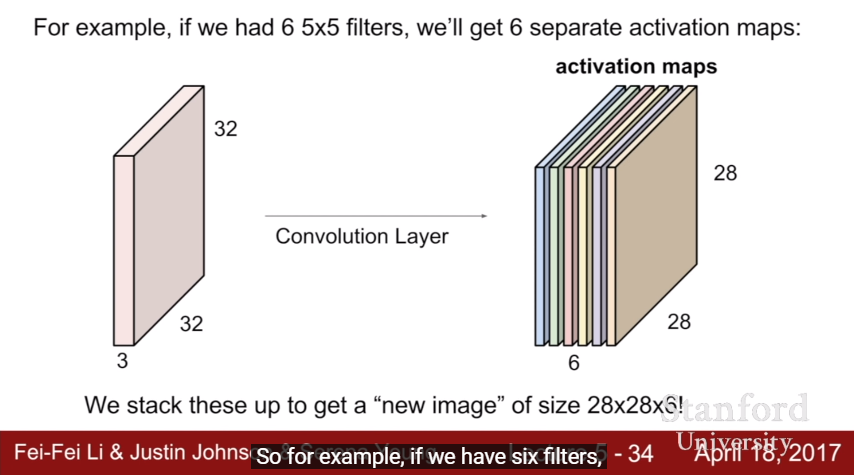 For example, if we had 6 5x5 filters, we'll get 6 separate activation maps:
activation maps
32
28
Convolution Layer
32
28
3
6
We stack these up to get a “new image” of size 28x28x6!
Stanford
University
Fei-Fei Li & Justin Johns - 34 April 18, 2017
So for example, if we have six filters,